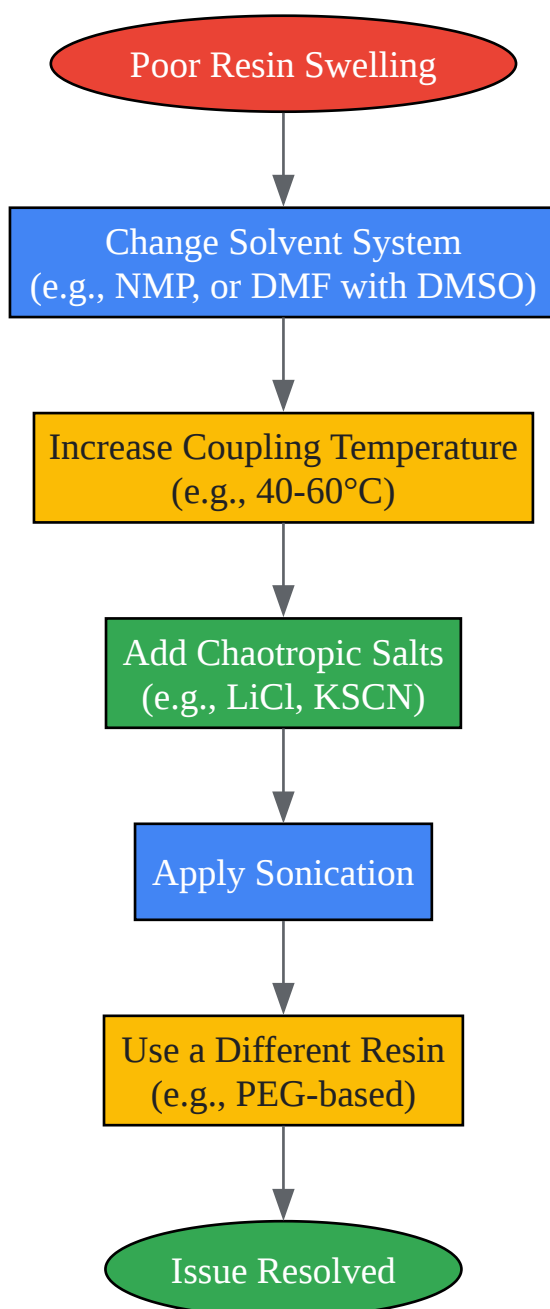 Poor Resin Swelling
Change Solvent System
(e.g., NMP, or DMF with DMSO)
Increase Coupling Temperature
(e.g., 40-60°C)
Add Chaotropic Salts
(e.g., LiCl, KSCN)
Apply Sonication
Use a Different Resin
(e.g., PEG-based)
Issue Resolved